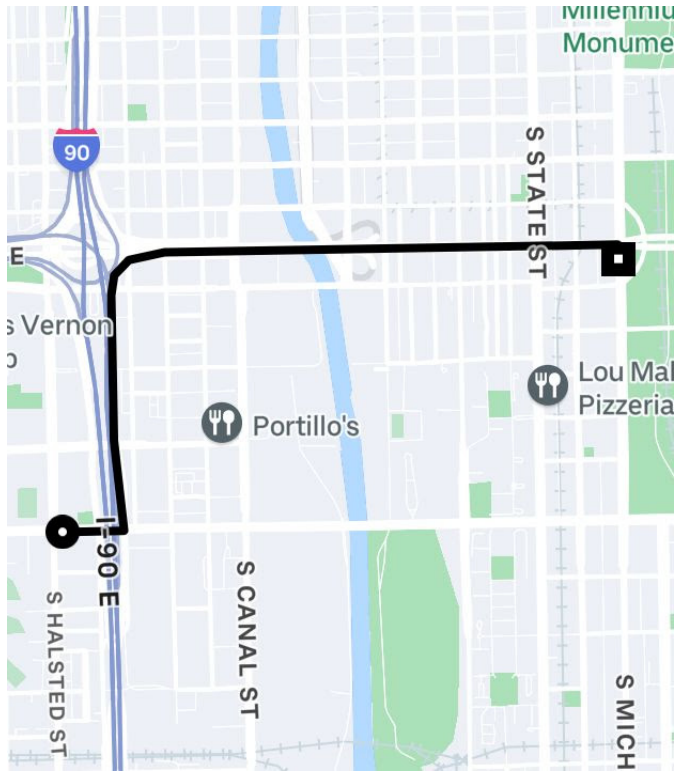 Millenniu
Monume
90
S STATE ST
E
s Vernon
p
Lou Mal
Pizzeria
Portillo's
I-90 E
S HALSTED ST
S CANAL ST
S MICH